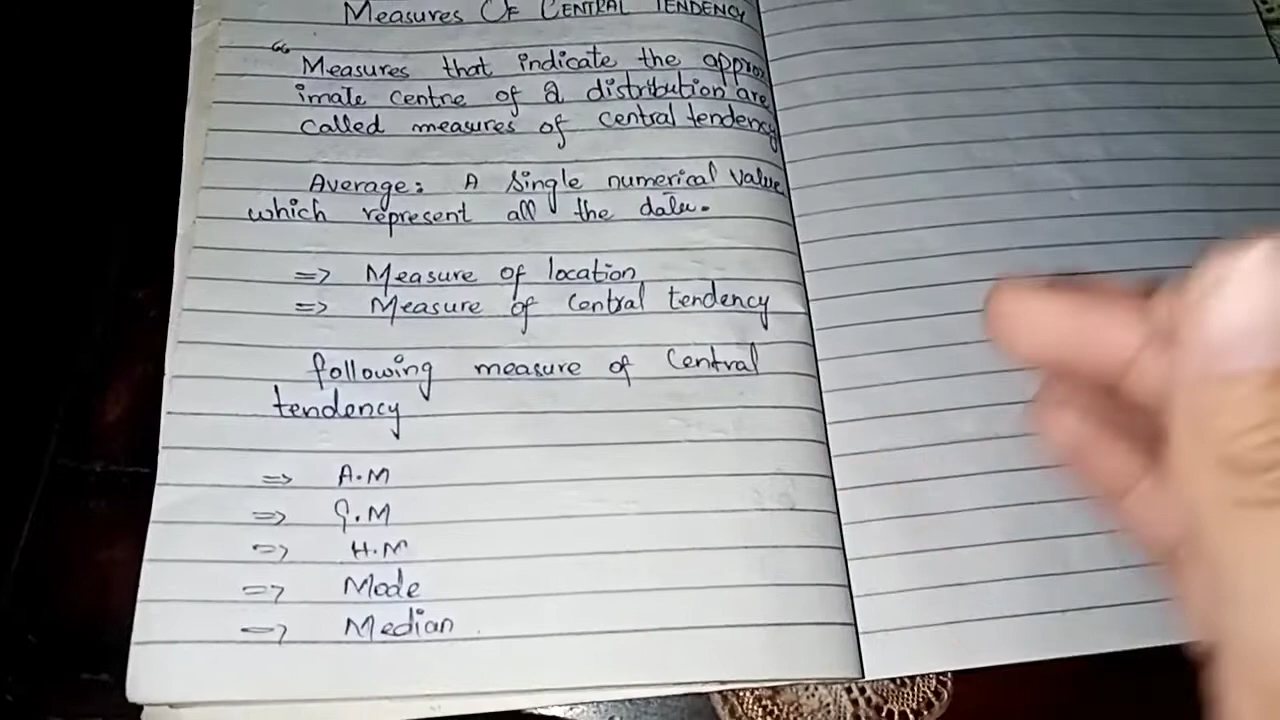 Measures Of CENTRAL TENDENCY
“ Measures that indicate the approx
imate centre of a distribution are
called measures of central tendency
Average: A single numerical value
which represent all the data.
=> Measure of location
=> Measure of Central tendency
following measure of Central
tendency
=> A.M
=> G.M
=> H.M
=> Mode
=> Median